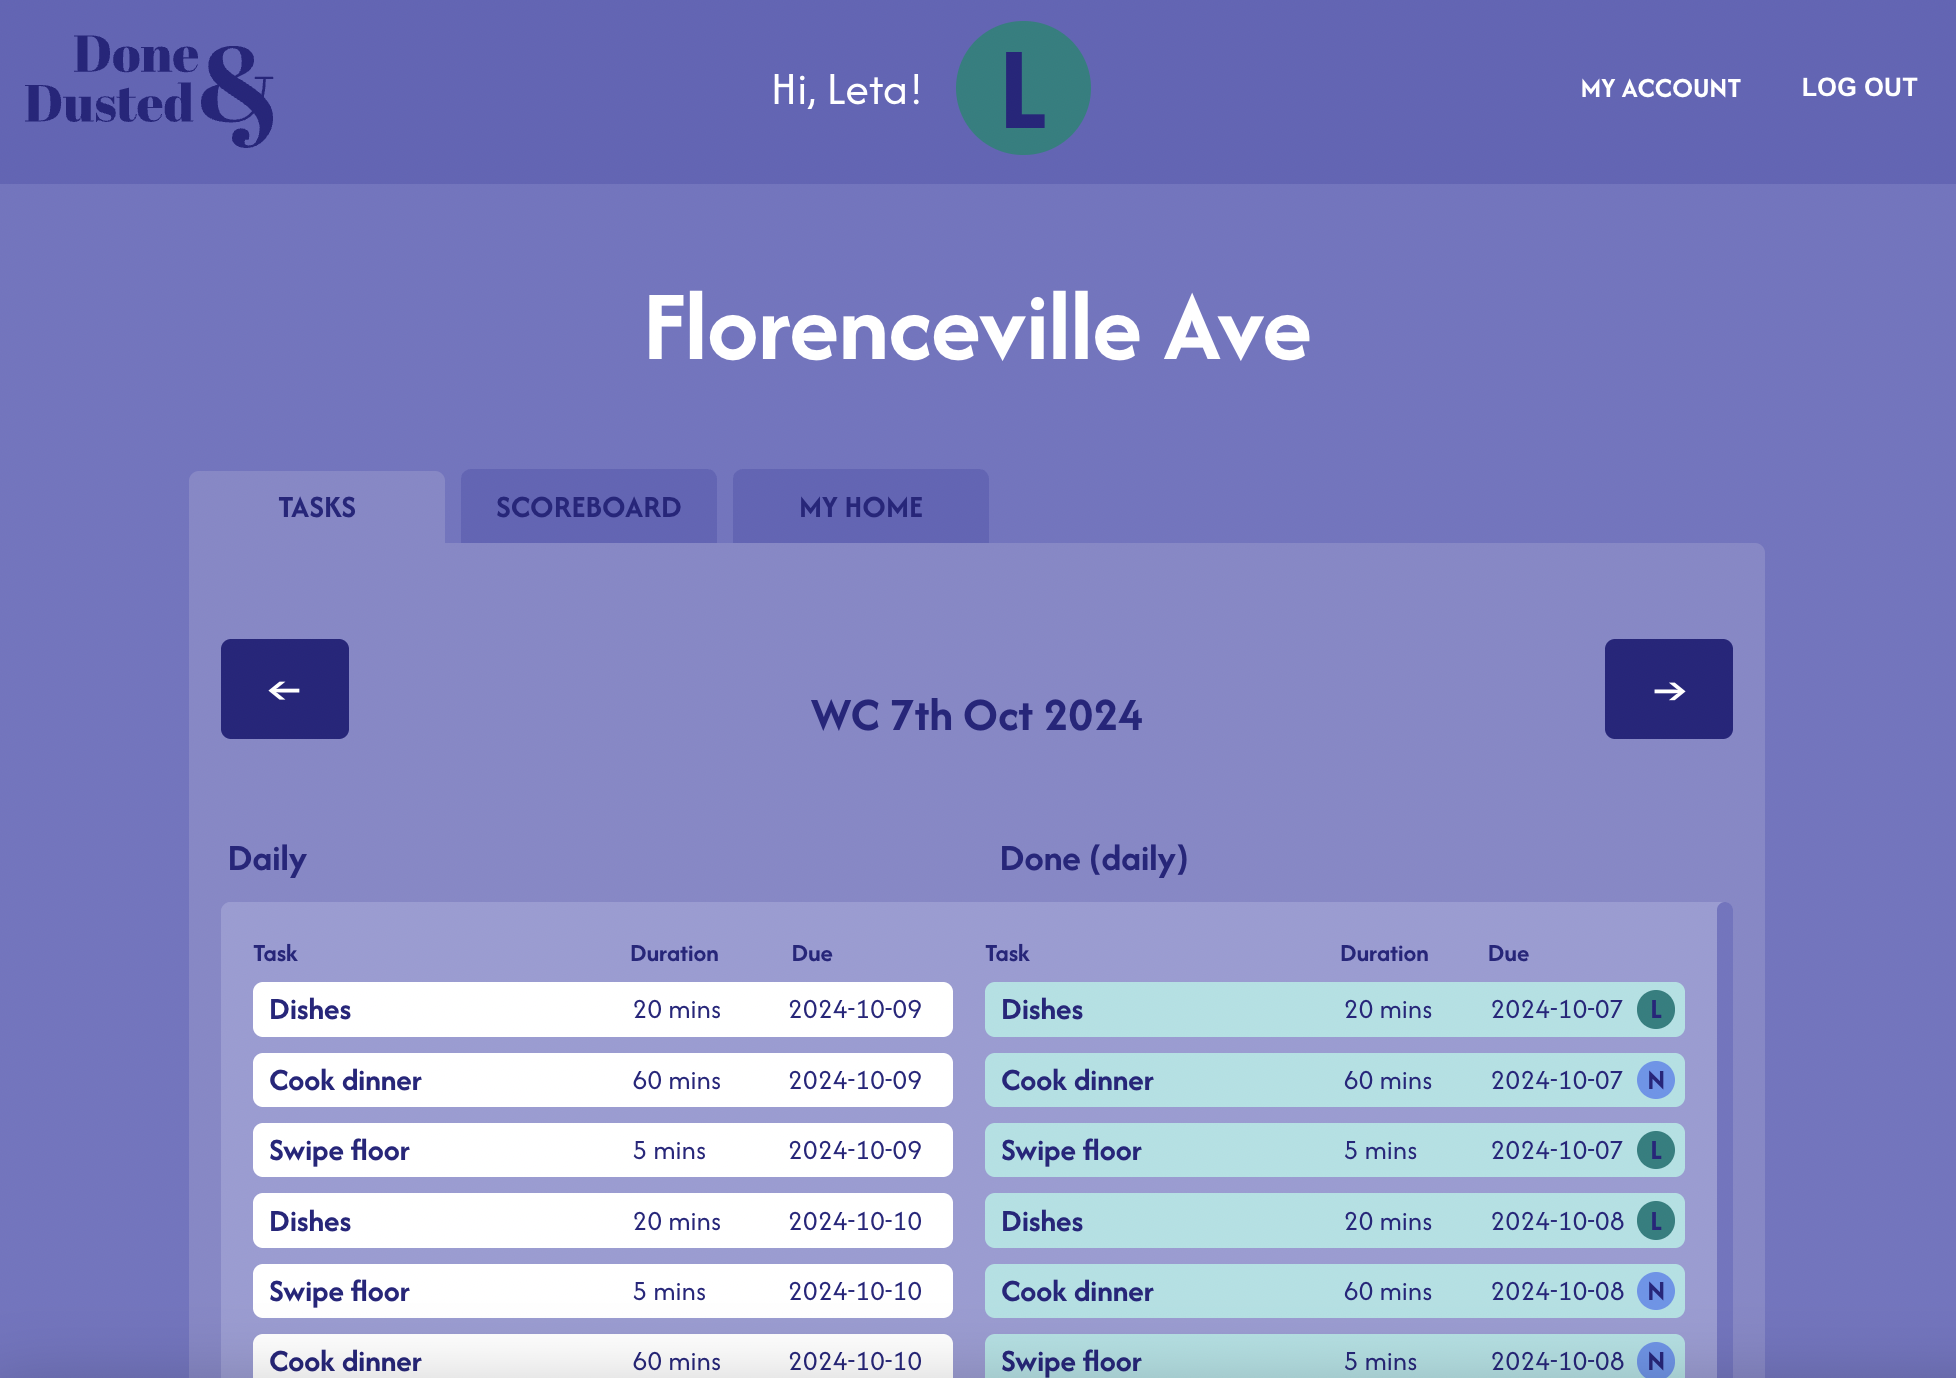 Done
Dusted &
Hi, Leta!
L
MY ACCOUNT
LOG OUT
Florenceville Ave
TASKS
SCOREBOARD
MY HOME
←
WC 7th Oct 2024
→
Daily
Done (daily)
Task Duration Due
Dishes 20 mins 2024-10-09
Cook dinner 60 mins 2024-10-09
Swipe floor 5 mins 2024-10-09
Dishes 20 mins 2024-10-10
Swipe floor 5 mins 2024-10-10
Cook dinner 60 mins 2024-10-10
Task Duration Due
Dishes 20 mins 2024-10-07 L
Cook dinner 60 mins 2024-10-07 N
Swipe floor 5 mins 2024-10-07 L
Dishes 20 mins 2024-10-08 L
Cook dinner 60 mins 2024-10-08 N
Swipe floor 5 mins 2024-10-08 N